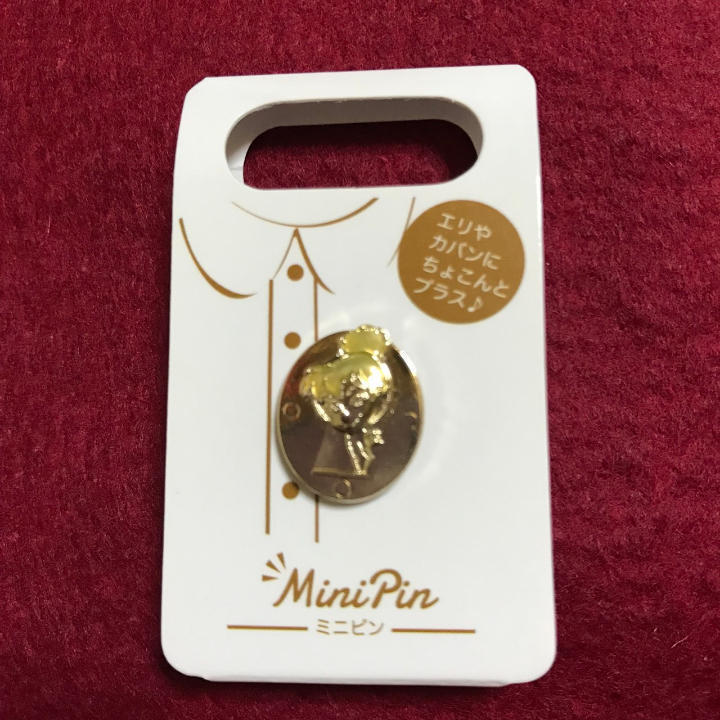 エリや
カバンに
ちょこんと
プラス♪
MiniPin
ミニピン